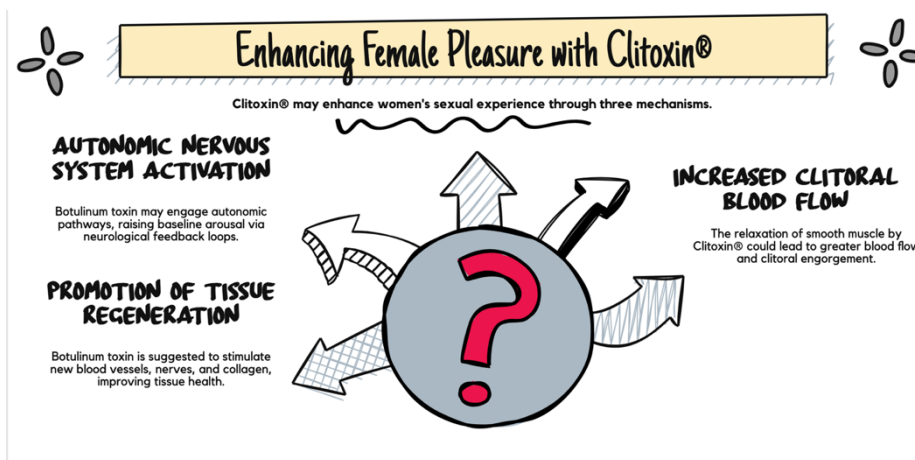 Enhancing Female Pleasure with Clitoxin®
Clitoxin® may enhance women's sexual experience through three mechanisms.
AUTONOMIC NERVOUS
SYSTEM ACTIVATION
Botulinum toxin may engage autonomic
pathways, raising baseline arousal via
neurological feedback loops.
PROMOTION OF TISSUE
REGENERATION
Botulinum toxin is suggested to stimulate
new blood vessels, nerves, and collagen,
improving tissue health.
?
INCREASED CLITORAL
BLOOD FLOW
The relaxation of smooth muscle by
Clitoxin® could lead to greater blood flow
and clitoral engorgement.